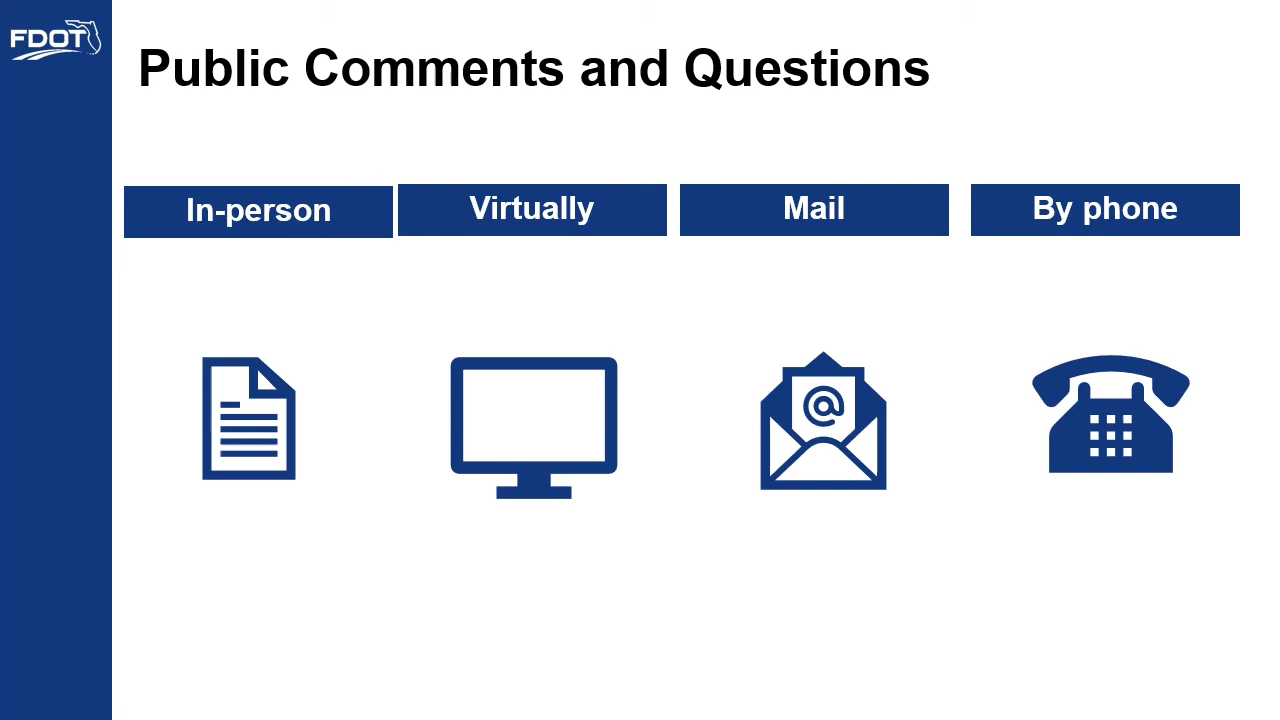 FDOT
Public Comments and Questions
In-person
Virtually
Mail
By phone
@